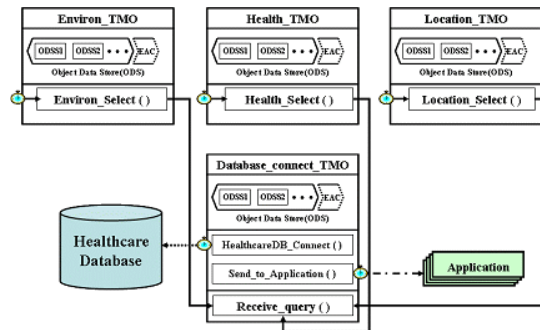 Environ_TMO
ODSS1 ODSS2 • • • EAC
Object Data Store(ODS)
Environ_Select ( )
Health_TMO
ODSS1 ODSS2 • • • EAC
Object Data Store(ODS)
Health_Select ( )
Location_TMO
ODSS1 ODSS2 • • • EAC
Object Data Store(ODS)
Location_Select ( )
Database_connect_TMO
ODSS1 ODSS2 • • • EAC
Object Data Store(ODS)
HealthcareDB_Connect ( )
Send_to_Application ( )
Receive_query ( )
Healthcare
Database
Application